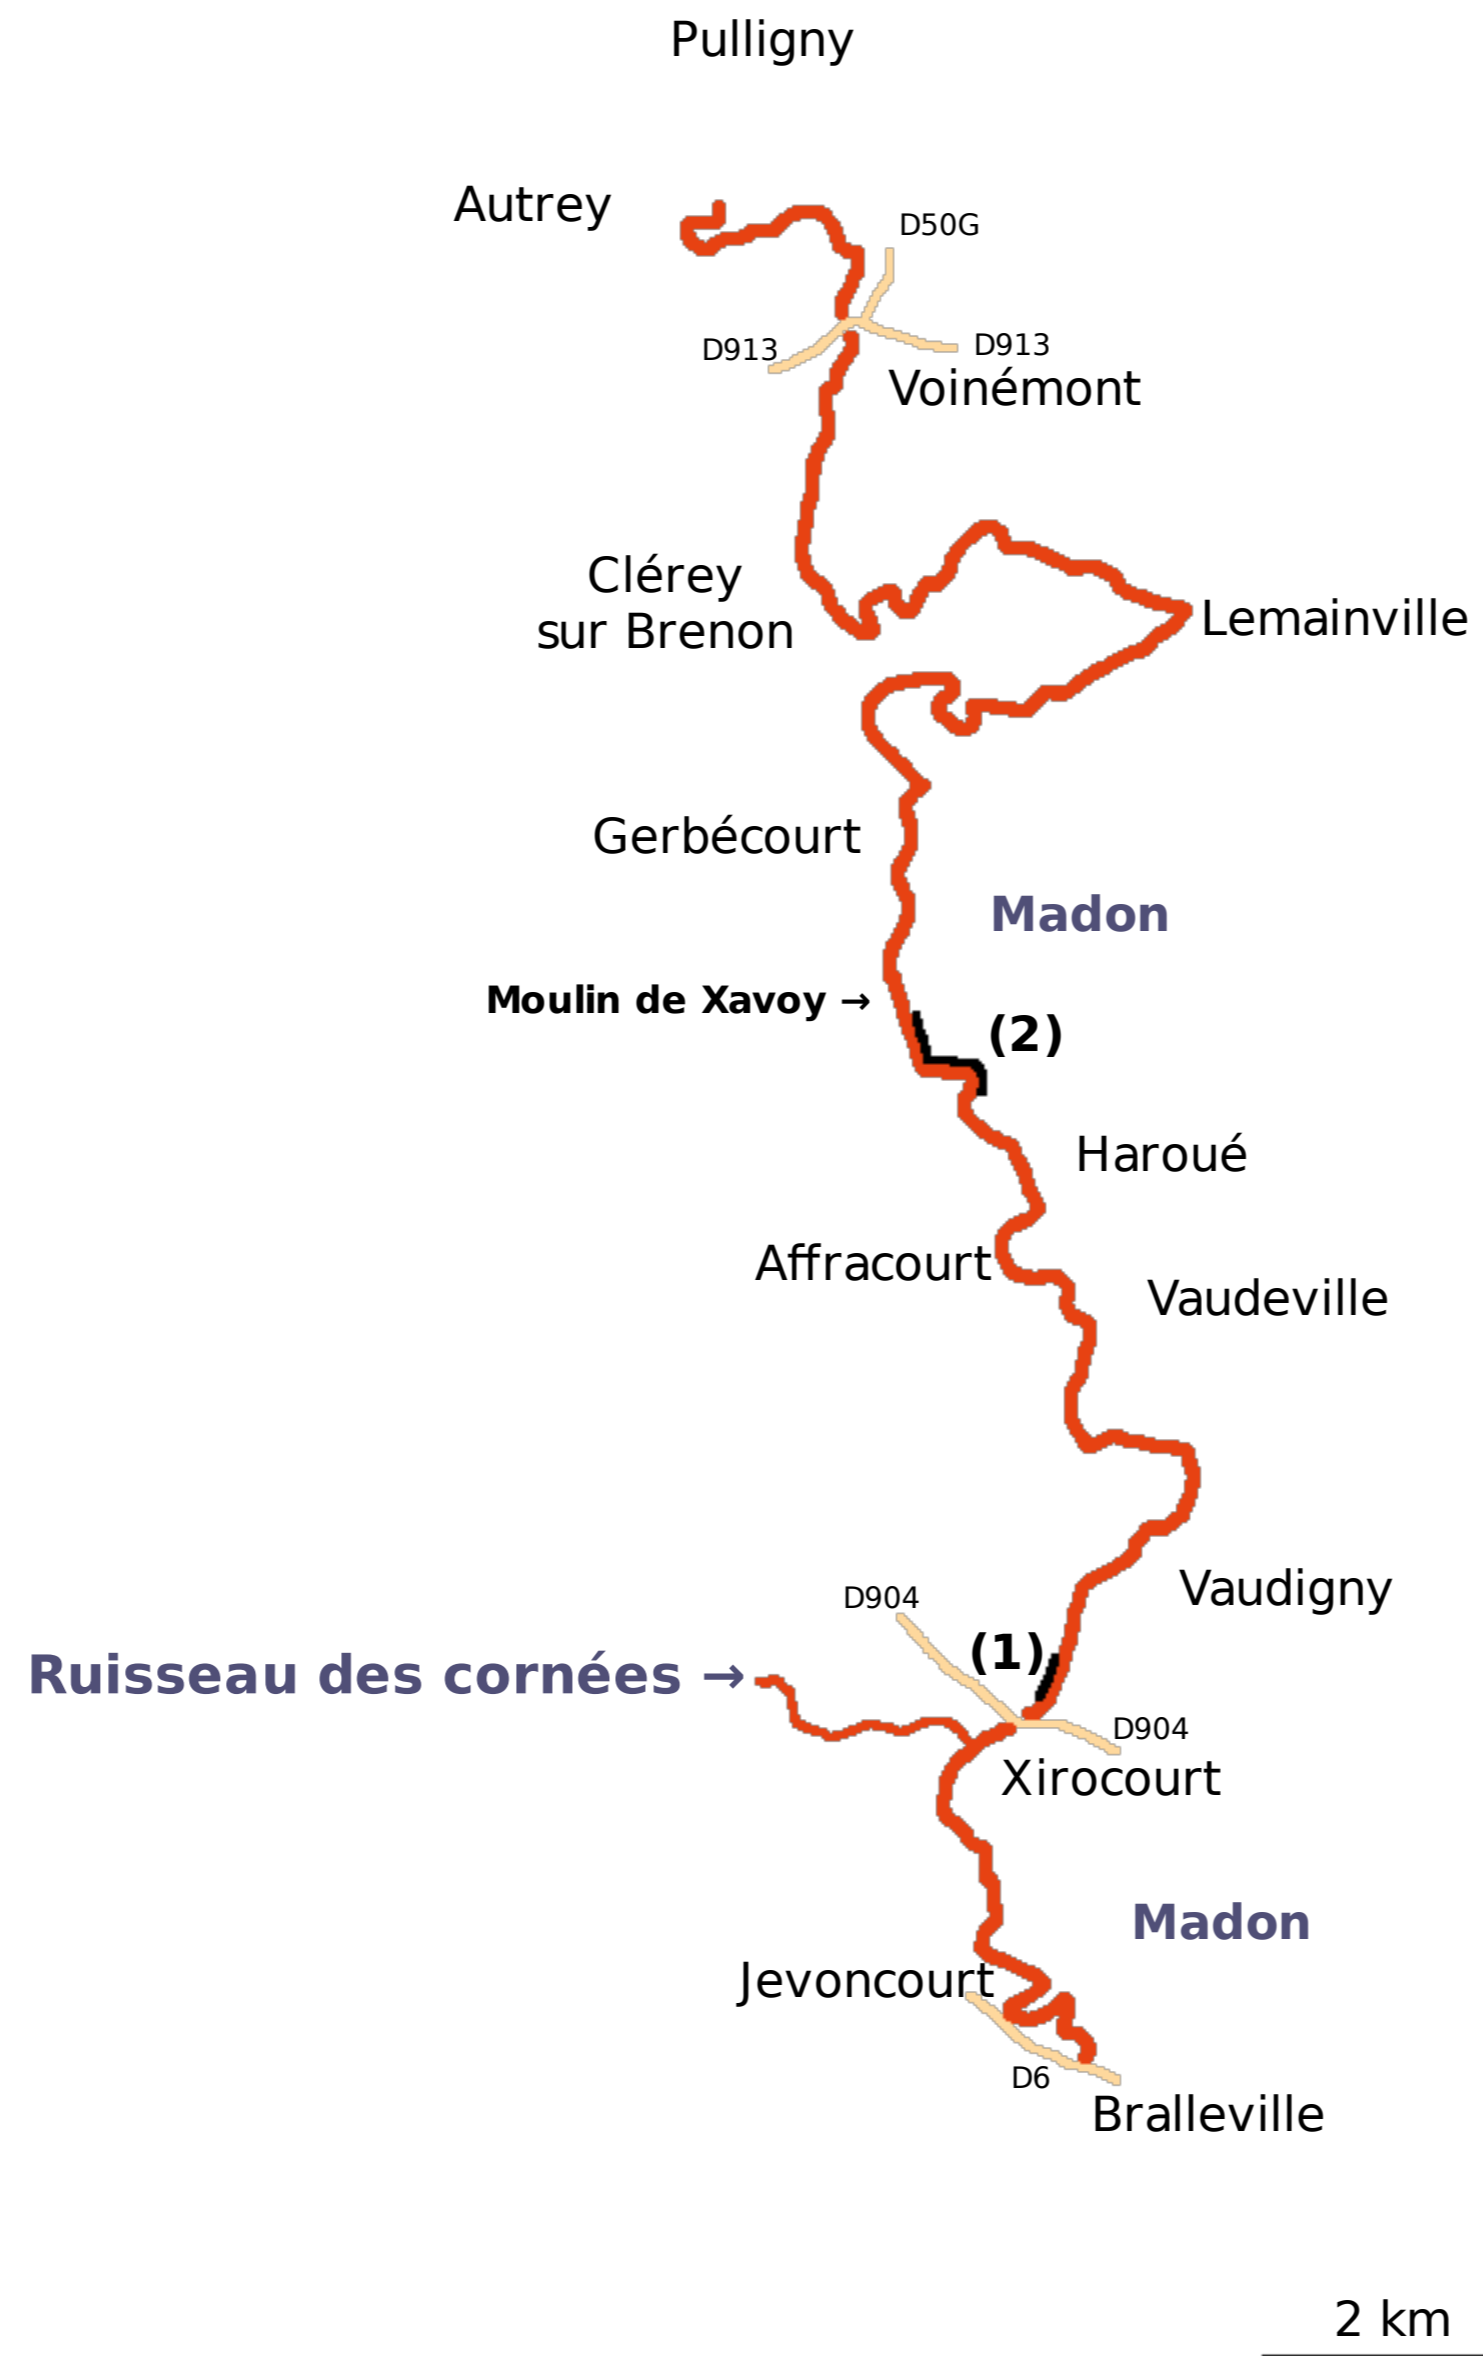 Pulligny
Autrey
D50G
D913
D913
Voinémont
Clérey
sur Brenon
Lemainville
Gerbécourt
Madon
Moulin de Xavoy →
(2)
Haroué
Affracourt
Vaudeville
Vaudigny
D904
(1)
Ruisseau des cornées →
D904
Xirocourt
Madon
Jevoncourt
D6
Bralleville
2 km